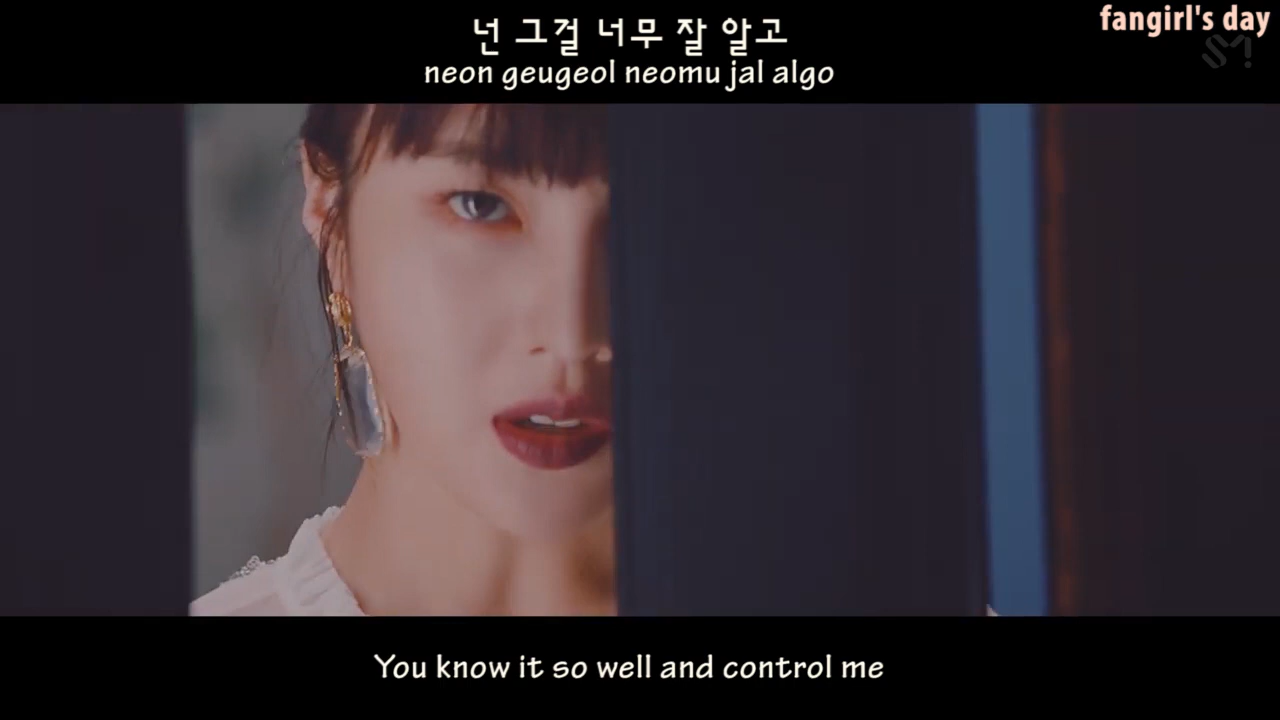 fangirl's day
SM!
넌 그걸 너무 잘 알고
neon geugeol neomu jal algo
You know it so well and control me